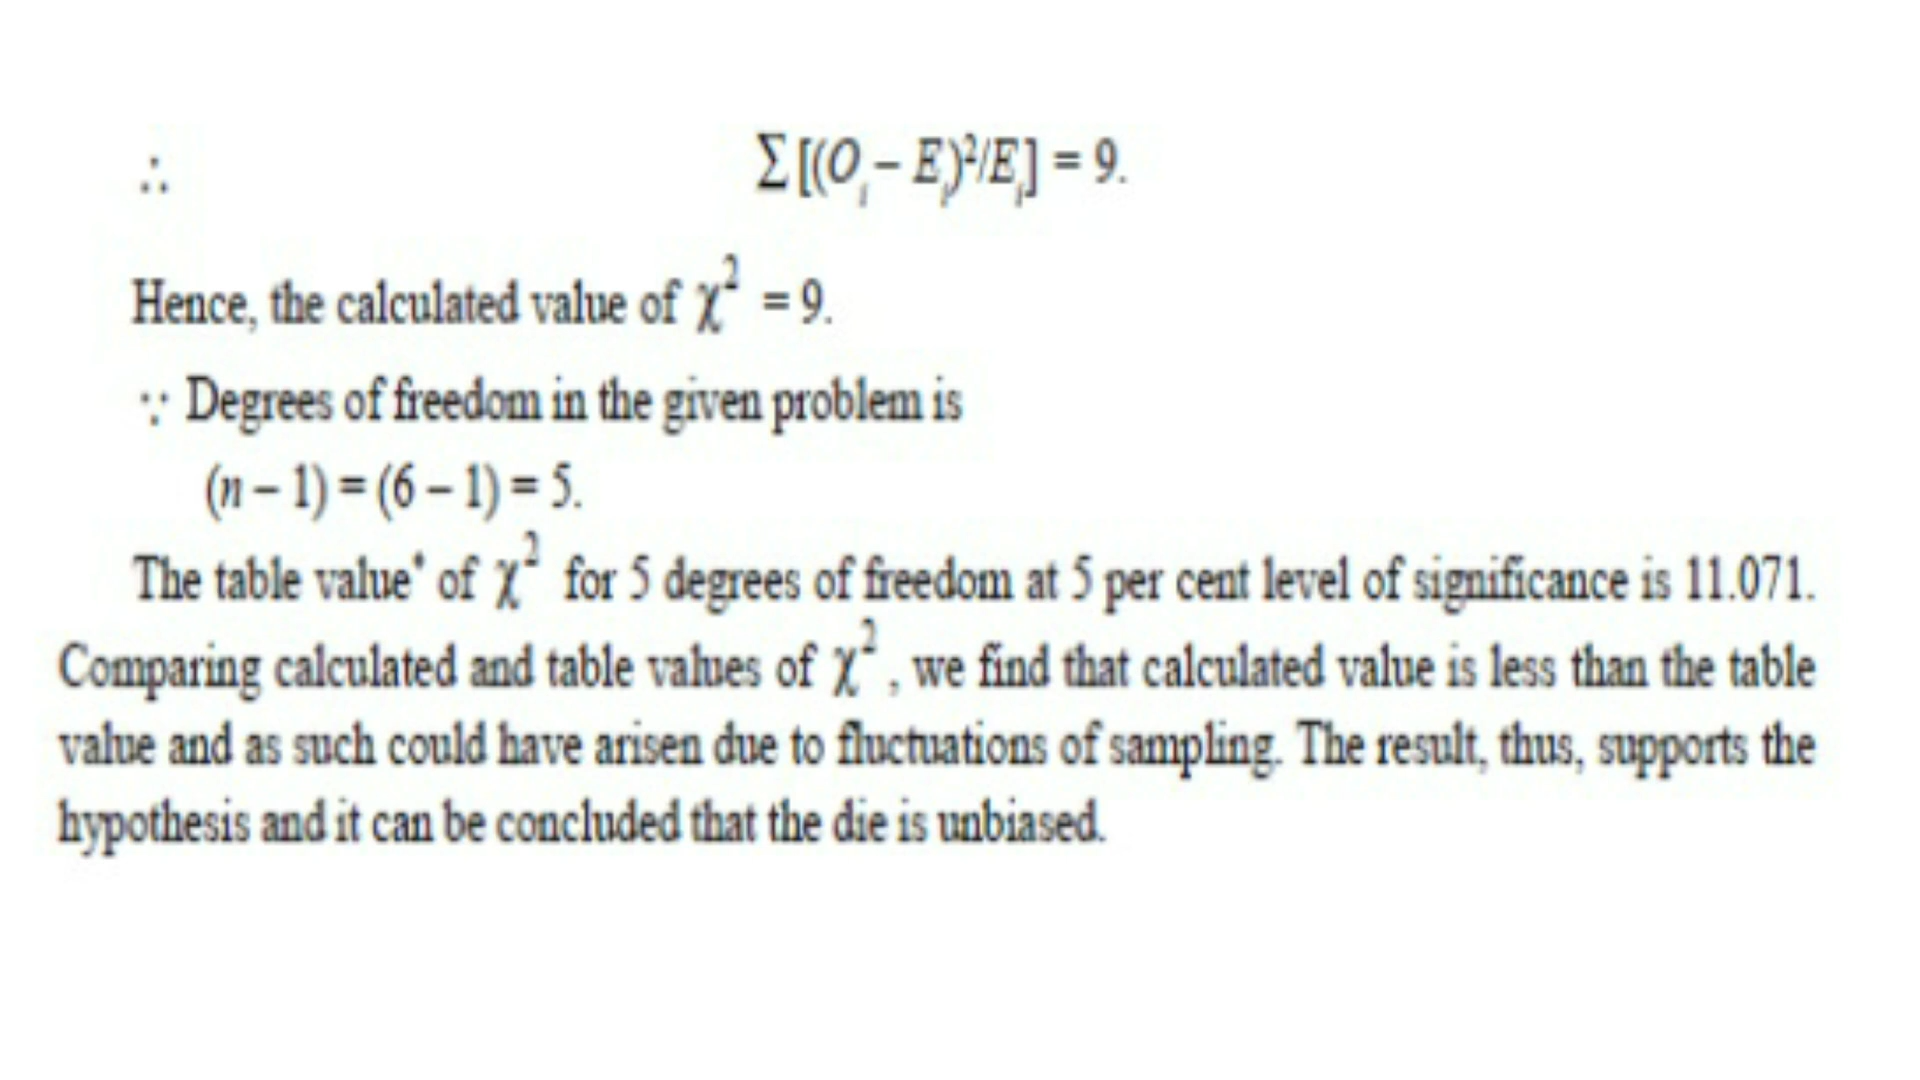 ∴ Σ [(Oᵢ – Eᵢ)²/Eᵢ] = 9.
Hence, the calculated value of χ² = 9.
∵ Degrees of freedom in the given problem is
(n – 1) = (6 – 1) = 5.
The table value* of χ² for 5 degrees of freedom at 5 per cent level of significance is 11.071.
Comparing calculated and table values of χ², we find that calculated value is less than the table
value and as such could have arisen due to fluctuations of sampling. The result, thus, supports the
hypothesis and it can be concluded that the die is unbiased.